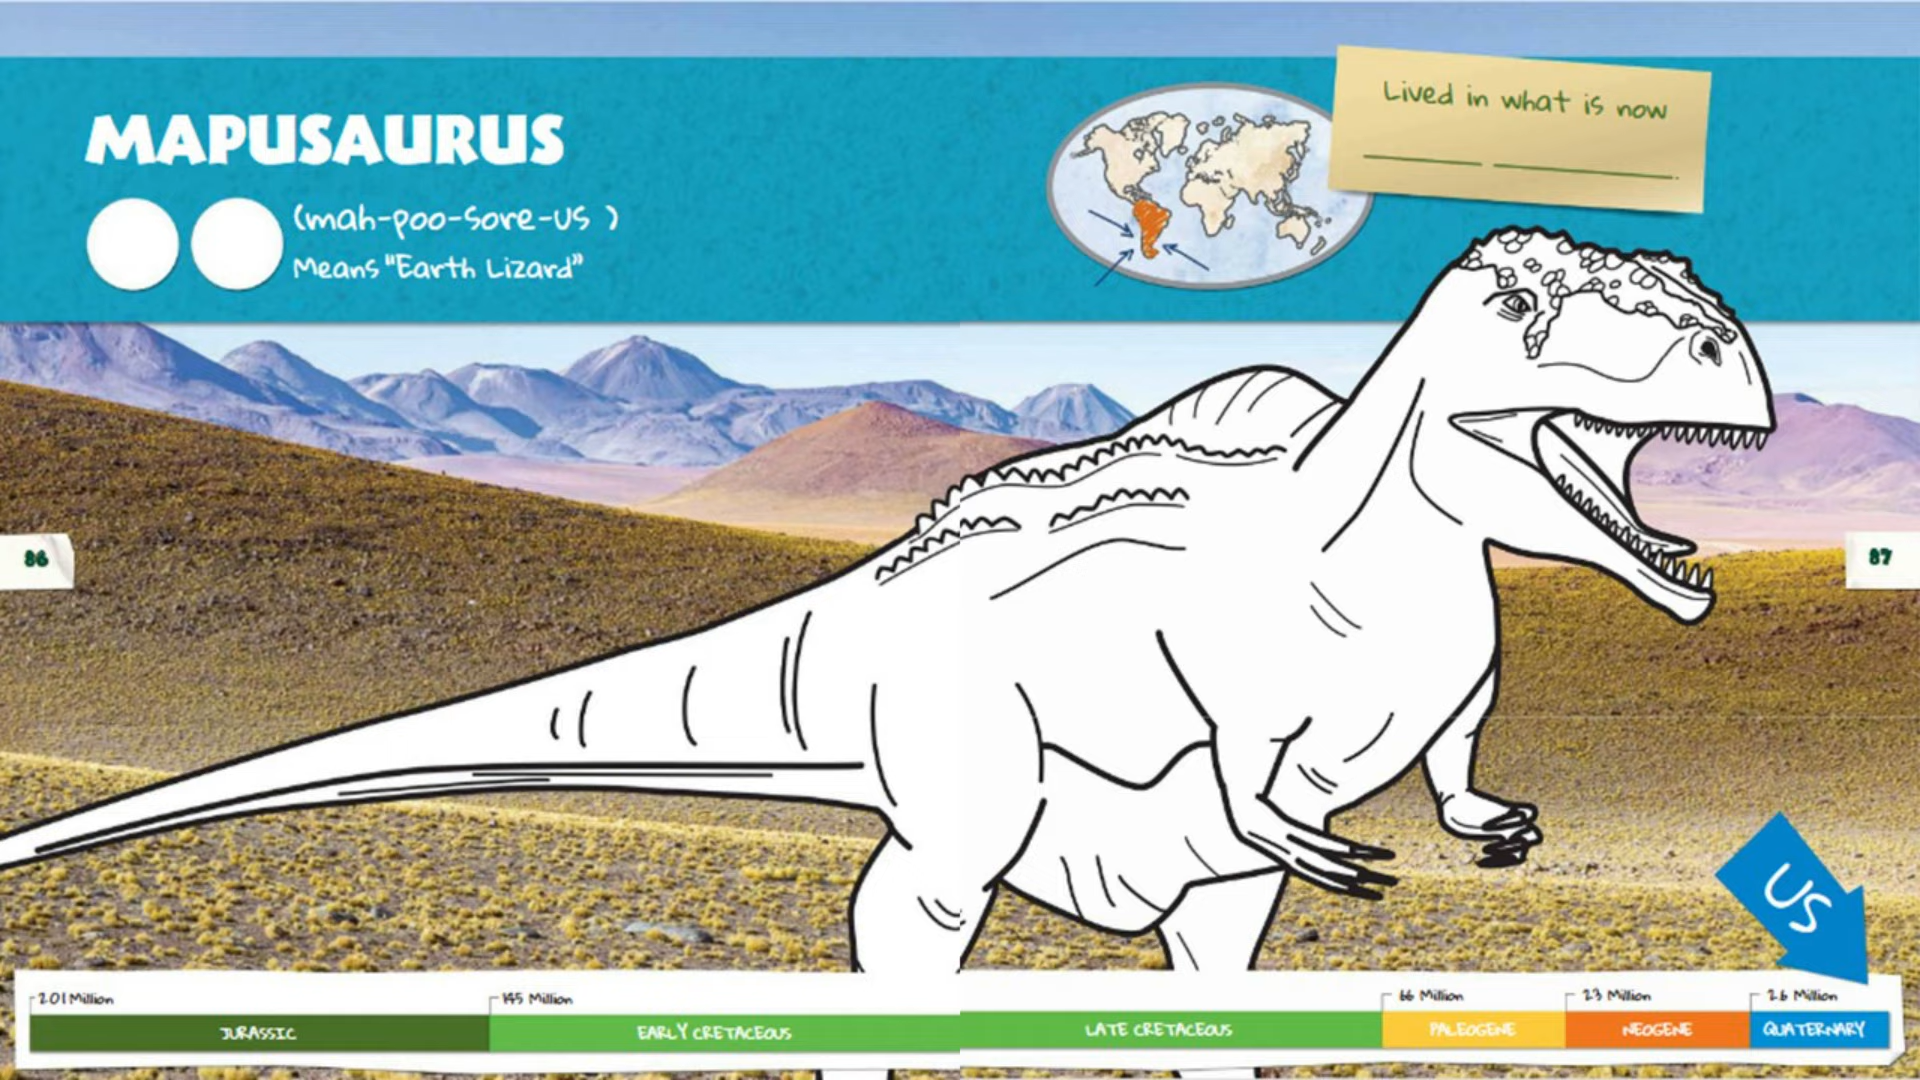 MAPUSAURUS
(mah-poo-sore-us )
Means "Earth Lizard"
Lived in what is now
86
87
US
201 Million
145 Million
66 Million
23 Million
2.6 Million
JURASSIC
EARLY CRETACEOUS
LATE CRETACEOUS
PALEOGENE
NEOGENE
QUATERNARY